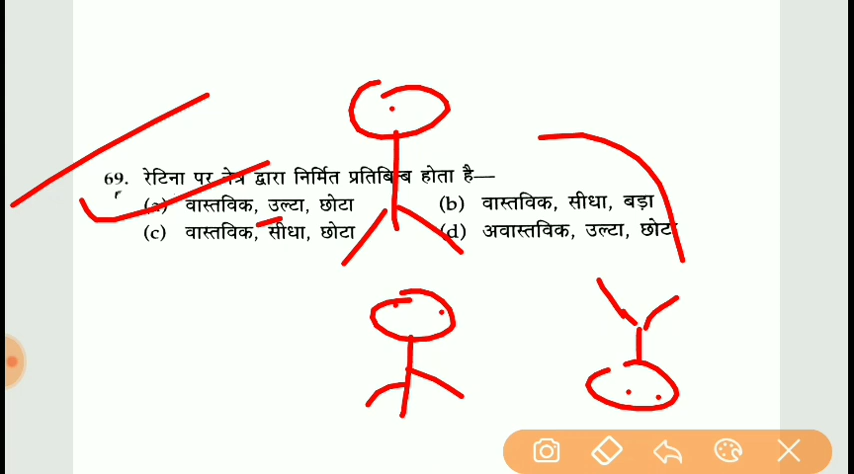 69. रेटिना पर नेत्र द्वारा निर्मित प्रतिबिम्ब होता है—
(a) वास्तविक, उल्टा, छोटा (b) वास्तविक, सीधा, बड़ा
(c) वास्तविक, सीधा, छोटा (d) अवास्तविक, उल्टा, छोटा